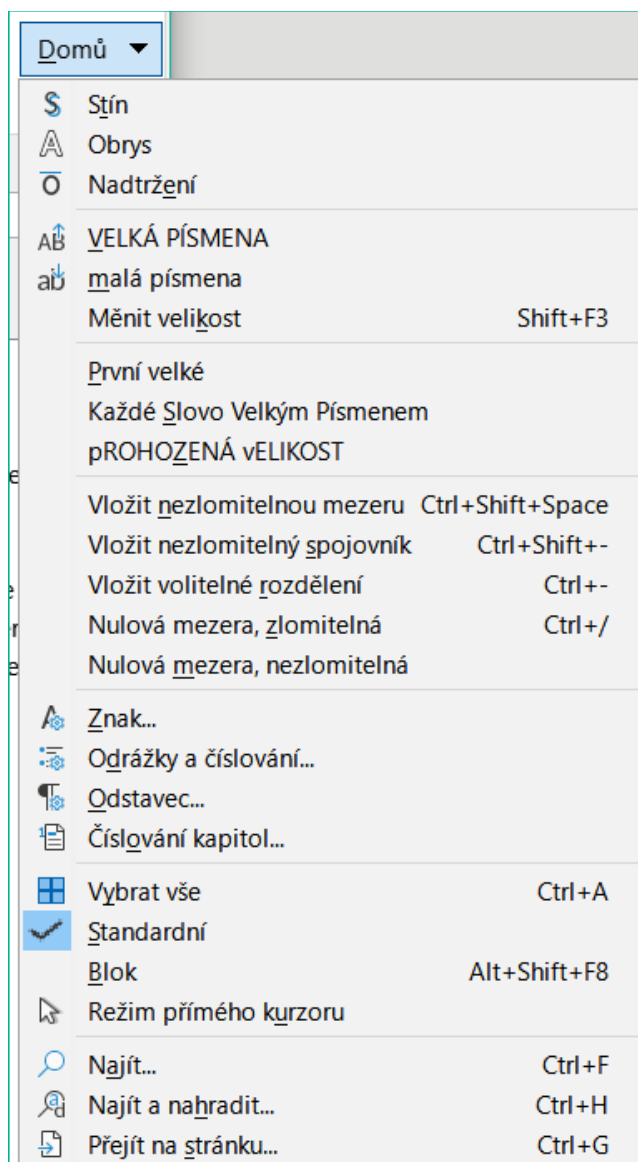 Domů
Stín
Obrys
Nadtržení
VELKÁ PÍSMENA
malá písmena
Měnit velikost Shift+F3
První velké
Každé Slovo Velkým Písmenem
pROHOZENÁ vELIKOST
Vložit nezlomitelnou mezeru Ctrl+Shift+Space
Vložit nezlomitelný spojovník Ctrl+Shift+-
Vložit volitelné rozdělení Ctrl+-
Nulová mezera, zlomitelná Ctrl+/
Nulová mezera, nezlomitelná
Znak...
Odrážky a číslování...
Odstavec...
Číslování kapitol...
Vybrat vše Ctrl+A
Standardní
Blok Alt+Shift+F8
Režim přímého kurzoru
Najít... Ctrl+F
Najít a nahradit... Ctrl+H
Přejít na stránku... Ctrl+G